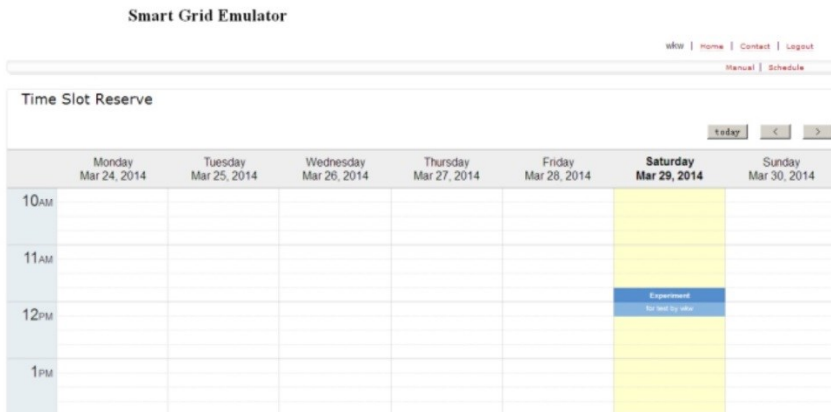 Smart Grid Emulator
wkw | Home | Contact | Logout
Manual | Schedule
Time Slot Reserve
today < >
Monday Tuesday Wednesday Thursday Friday Saturday Sunday
Mar 24, 2014 Mar 25, 2014 Mar 26, 2014 Mar 27, 2014 Mar 28, 2014 Mar 29, 2014 Mar 30, 2014
10AM
11AM
Experiment
for test by wkw
12PM
1PM